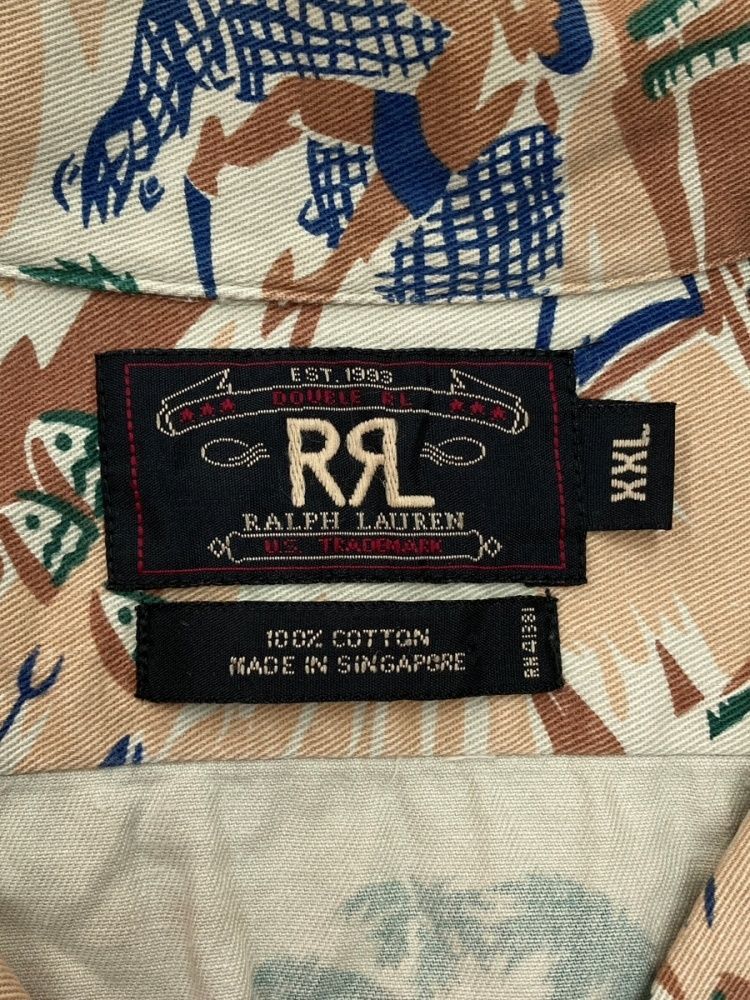 EST. 1993
DOUBLE RL
RRL
RALPH LAUREN
U.S. TRADEMARK
XXL
100% COTTON
MADE IN SINGAPORE
RN 41381